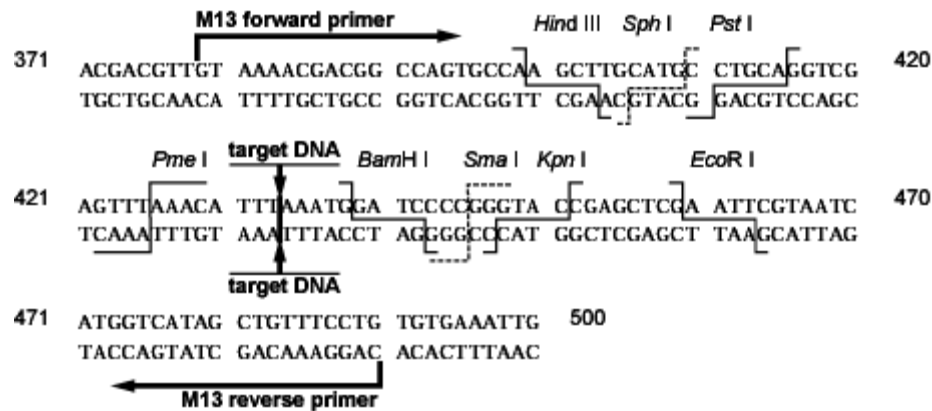 M13 forward primer
Hind III Sph I Pst I
371 ACGACGTTGT AAAACGACGG CCAGTGCCAA GCTTGCATGC CTGCAGGTCG 420
TGCTGCAACA TTTTGCTGCC GGTCACGGTT CGAACGTACG GACGTCCAGC
Pme I target DNA BamH I Sma I Kpn I EcoR I
421 AGTTTAAACA TTTAAATGGA TCCCCGGGTA CCGAGCTCGA ATTCGTAATC 470
TCAAATTTGT AAATTTACCT AGGGGCCCAT GGCTCGAGCT TAAGCATTAG
target DNA
471 ATGGTCATAG CTGTTTCCTG TGTGAAATTG 500
TACCAGTATC GACAAAGGAC ACACTTTAAC
M13 reverse primer